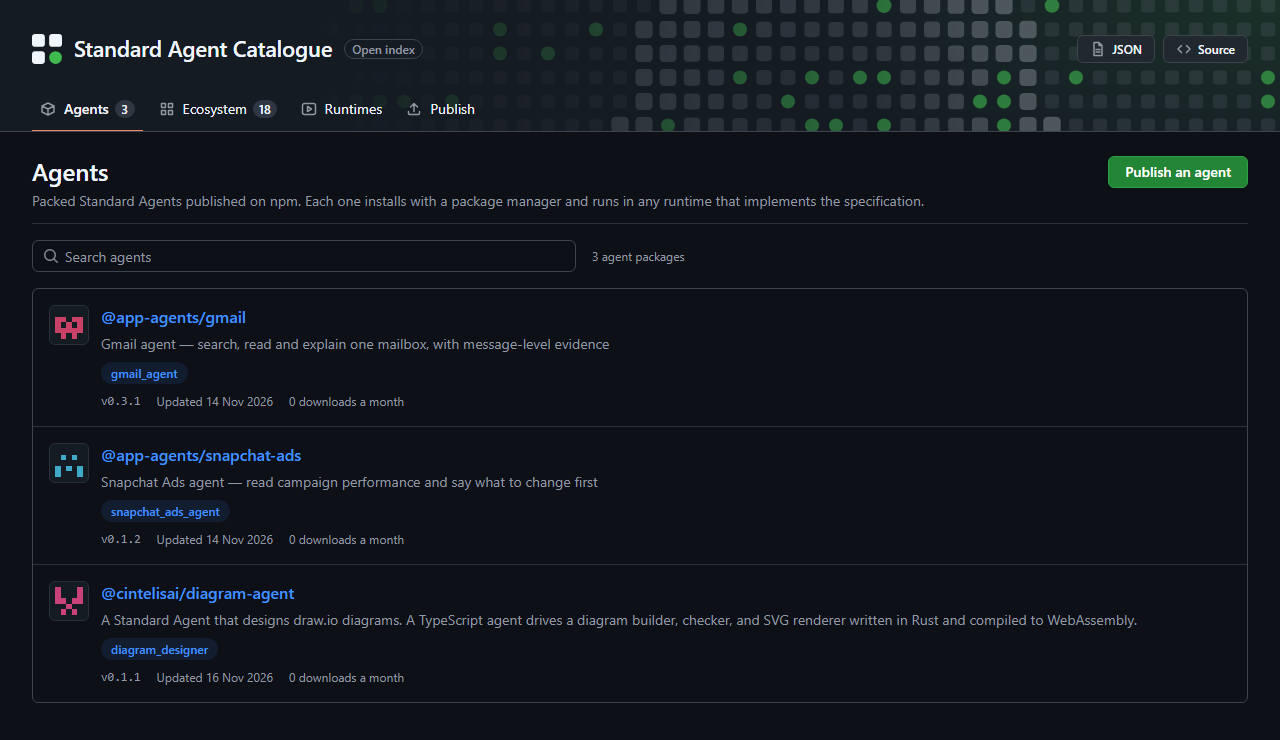 Standard Agent Catalogue
Open index
JSON
Source
Agents 3
Ecosystem 18
Runtimes
Publish
Agents
Publish an agent
Packed Standard Agents published on npm. Each one installs with a package manager and runs in any runtime that implements the specification.
Search agents
3 agent packages
@app-agents/gmail
Gmail agent — search, read and explain one mailbox, with message-level evidence
gmail_agent
v0.3.1 Updated 14 Nov 2026 0 downloads a month
@app-agents/snapchat-ads
Snapchat Ads agent — read campaign performance and say what to change first
snapchat_ads_agent
v0.1.2 Updated 14 Nov 2026 0 downloads a month
@cintelisai/diagram-agent
A Standard Agent that designs draw.io diagrams. A TypeScript agent drives a diagram builder, checker, and SVG renderer written in Rust and compiled to WebAssembly.
diagram_designer
v0.1.1 Updated 16 Nov 2026 0 downloads a month